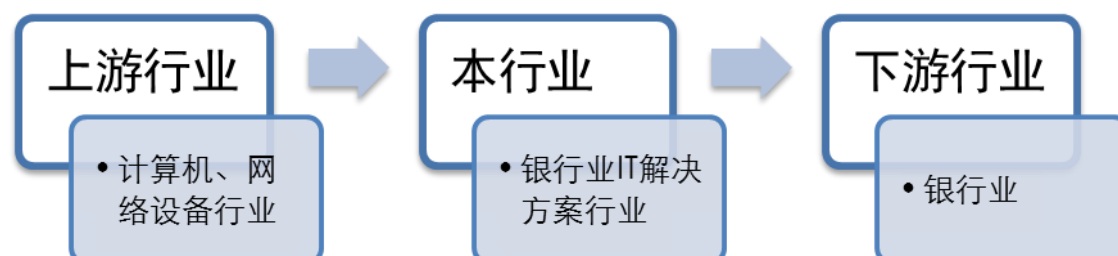 上游行业
• 计算机、网
络设备行业
本行业
• 银行业IT解决
方案行业
下游行业
• 银行业